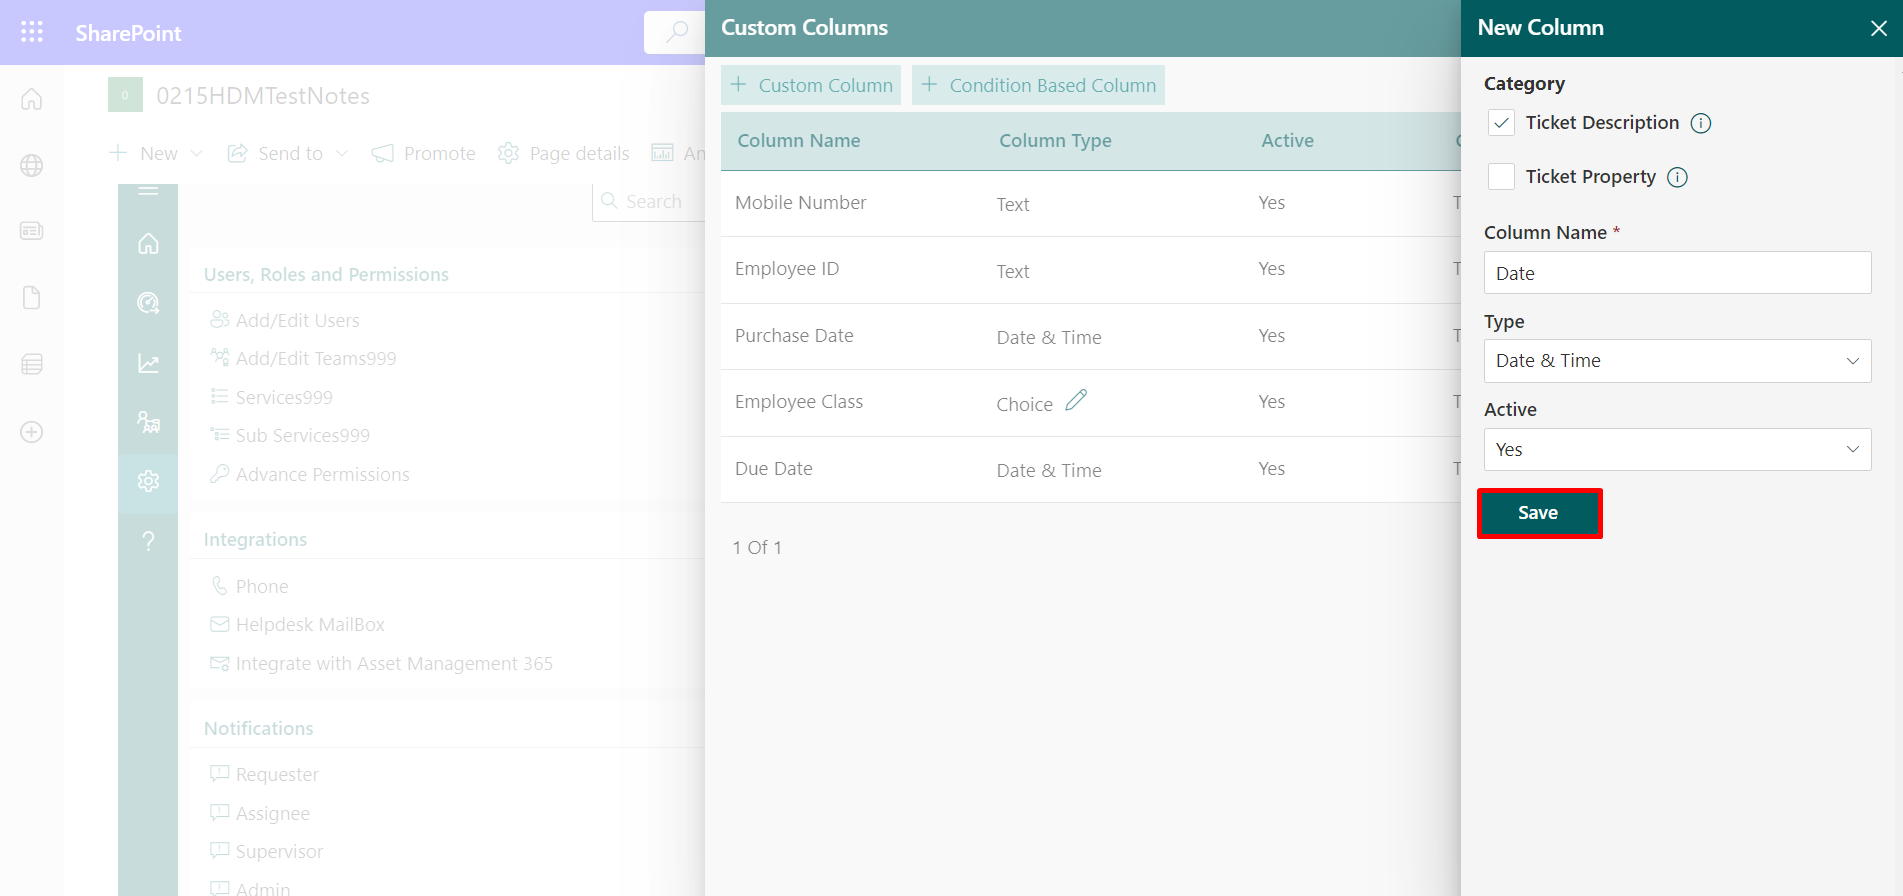 SharePoint
0
0215HDMTestNotes
New
Send to
Promote
Page details
An
Search
Users, Roles and Permissions
Add/Edit Users
Add/Edit Teams999
Services999
Sub Services999
Advance Permissions
Integrations
Phone
Helpdesk MailBox
Integrate with Asset Management 365
Notifications
Requester
Assignee
Supervisor
Admin
Custom Columns
+ Custom Column
+ Condition Based Column
Column Name Column Type Active
Mobile Number Text Yes T
Employee ID Text Yes T
Purchase Date Date & Time Yes T
Employee Class Choice Yes T
Due Date Date & Time Yes T
1 Of 1
New Column
Category
Ticket Description
Ticket Property
Column Name *
Date
Type
Date & Time
Active
Yes
Save